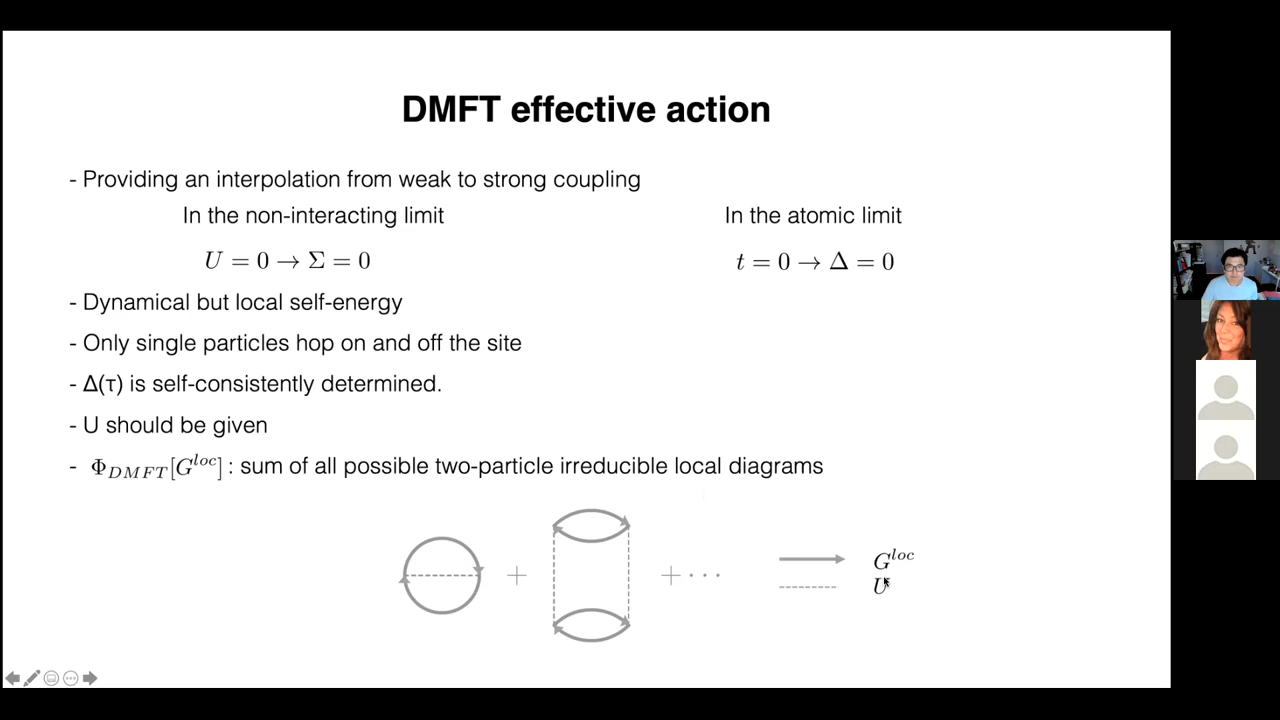 DMFT effective action
- Providing an interpolation from weak to strong coupling
In the non-interacting limit
In the atomic limit
U = 0 → Σ = 0
t = 0 → Δ = 0
- Dynamical but local self-energy
- Only single particles hop on and off the site
- Δ(τ) is self-consistently determined.
- U should be given
- Φ_{DMFT}[G^{loc}] : sum of all possible two-particle irreducible local diagrams
+ + ···
G^{loc}
U